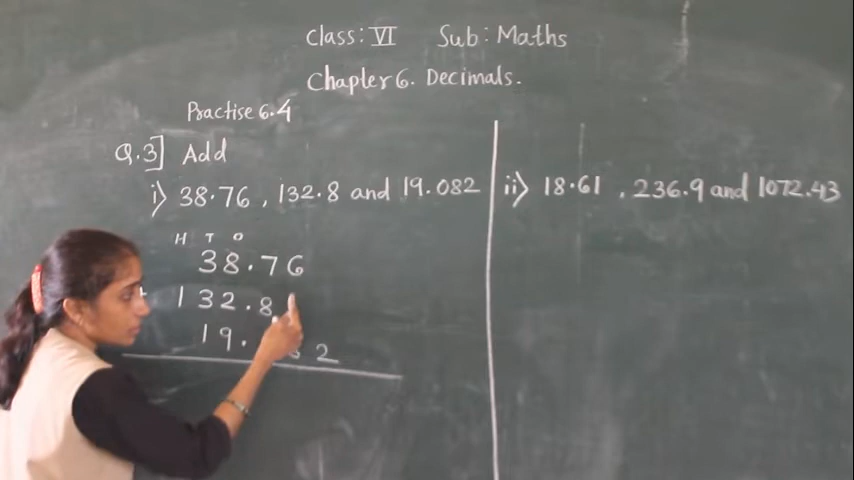 Class: VI Sub: Maths
Chapter 6. Decimals.
Practise 6.4
Q.3] Add
i) 38.76 , 132.8 and 19.082
H T O
38.76
132.8
19. 2
ii) 18.61 , 236.9 and 1072.43